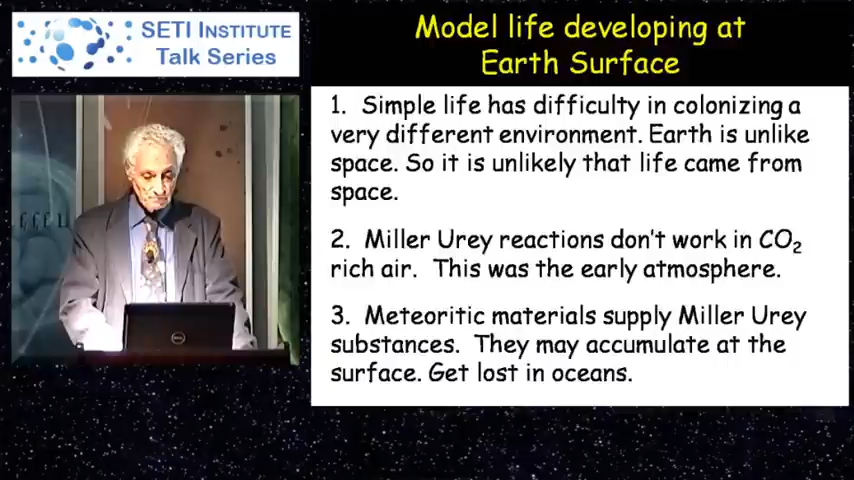 SETI INSTITUTE
Talk Series
Model life developing at
Earth Surface
1. Simple life has difficulty in colonizing a
very different environment. Earth is unlike
space. So it is unlikely that life came from
space.
2. Miller Urey reactions don't work in CO₂
rich air. This was the early atmosphere.
3. Meteoritic materials supply Miller Urey
substances. They may accumulate at the
surface. Get lost in oceans.
DELL